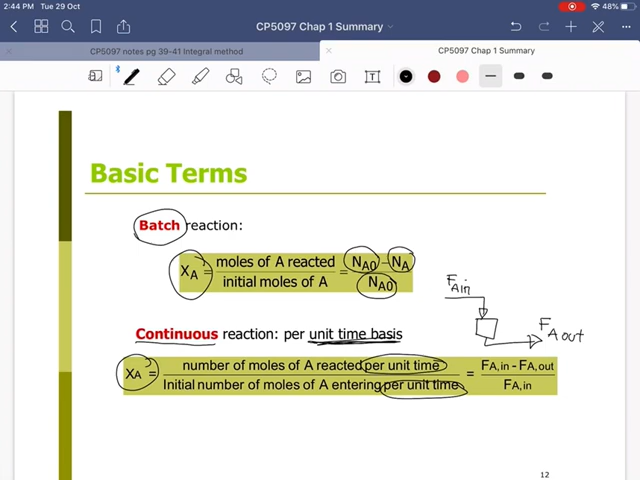 2:44 PM Tue 29 Oct
48%
CP5097 Chap 1 Summary
CP5097 notes pg 39-41 Integral method
CP5097 Chap 1 Summary
Basic Terms
Batch reaction:
XA = moles of A reacted / initial moles of A = NA0 – NA / NA0
FAin
FA out
Continuous reaction: per unit time basis
XA = number of moles of A reacted per unit time / Initial number of moles of A entering per unit time = FA,in - FA,out / FA,in
12